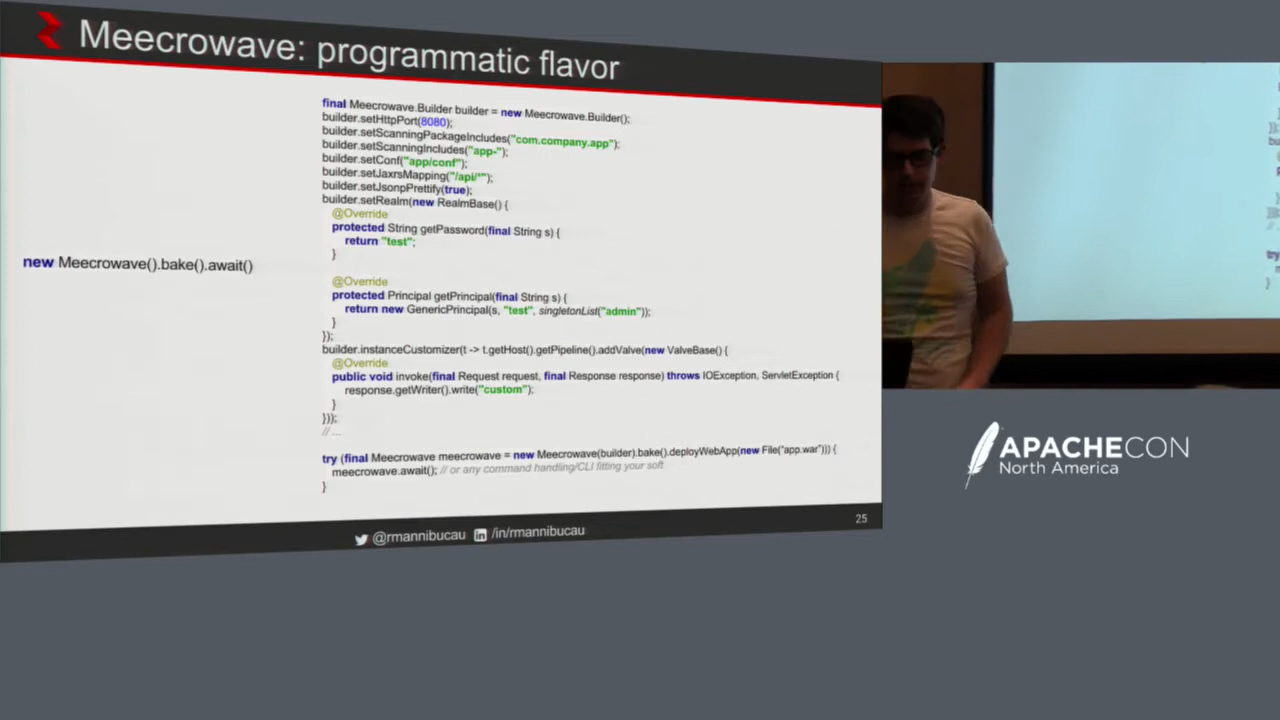 Meecrowave: programmatic flavor
new Meecrowave().bake().await()
final Meecrowave.Builder builder = new Meecrowave.Builder();
builder.setHttpPort(8080);
builder.setScanningPackageIncludes("com.company.app");
builder.setScanningIncludes("app-");
builder.setConf("app/conf");
builder.setJaxrsMapping("/api/*");
builder.setJsonpPrettify(true);
builder.setRealm(new RealmBase() {
@Override
protected String getPassword(final String s) {
return "test";
}
@Override
protected Principal getPrincipal(final String s) {
return new GenericPrincipal(s, "test", singletonList("admin"));
}
});
builder.instanceCustomizer(t -> t.getHost().getPipeline().addValve(new ValveBase() {
@Override
public void invoke(final Request request, final Response response) throws IOException, ServletException {
response.getWriter().write("custom");
}
}));
// ...
try (final Meecrowave meecrowave = new Meecrowave(builder).bake().deployWebApp(new File("app.war"))) {
meecrowave.await(); // or any command handling/CLI fitting your soft
}
@rmannibucau in /in/rmannibucau
25
APACHECON
North America
try